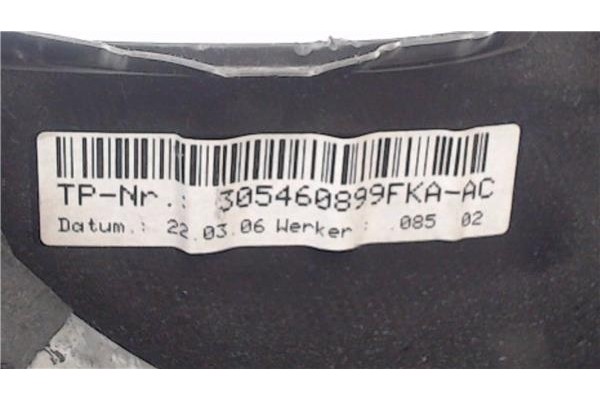 TP-Nr.: 305460899FKA-AC
Datum.: 22.03.06 Werker: 085 02